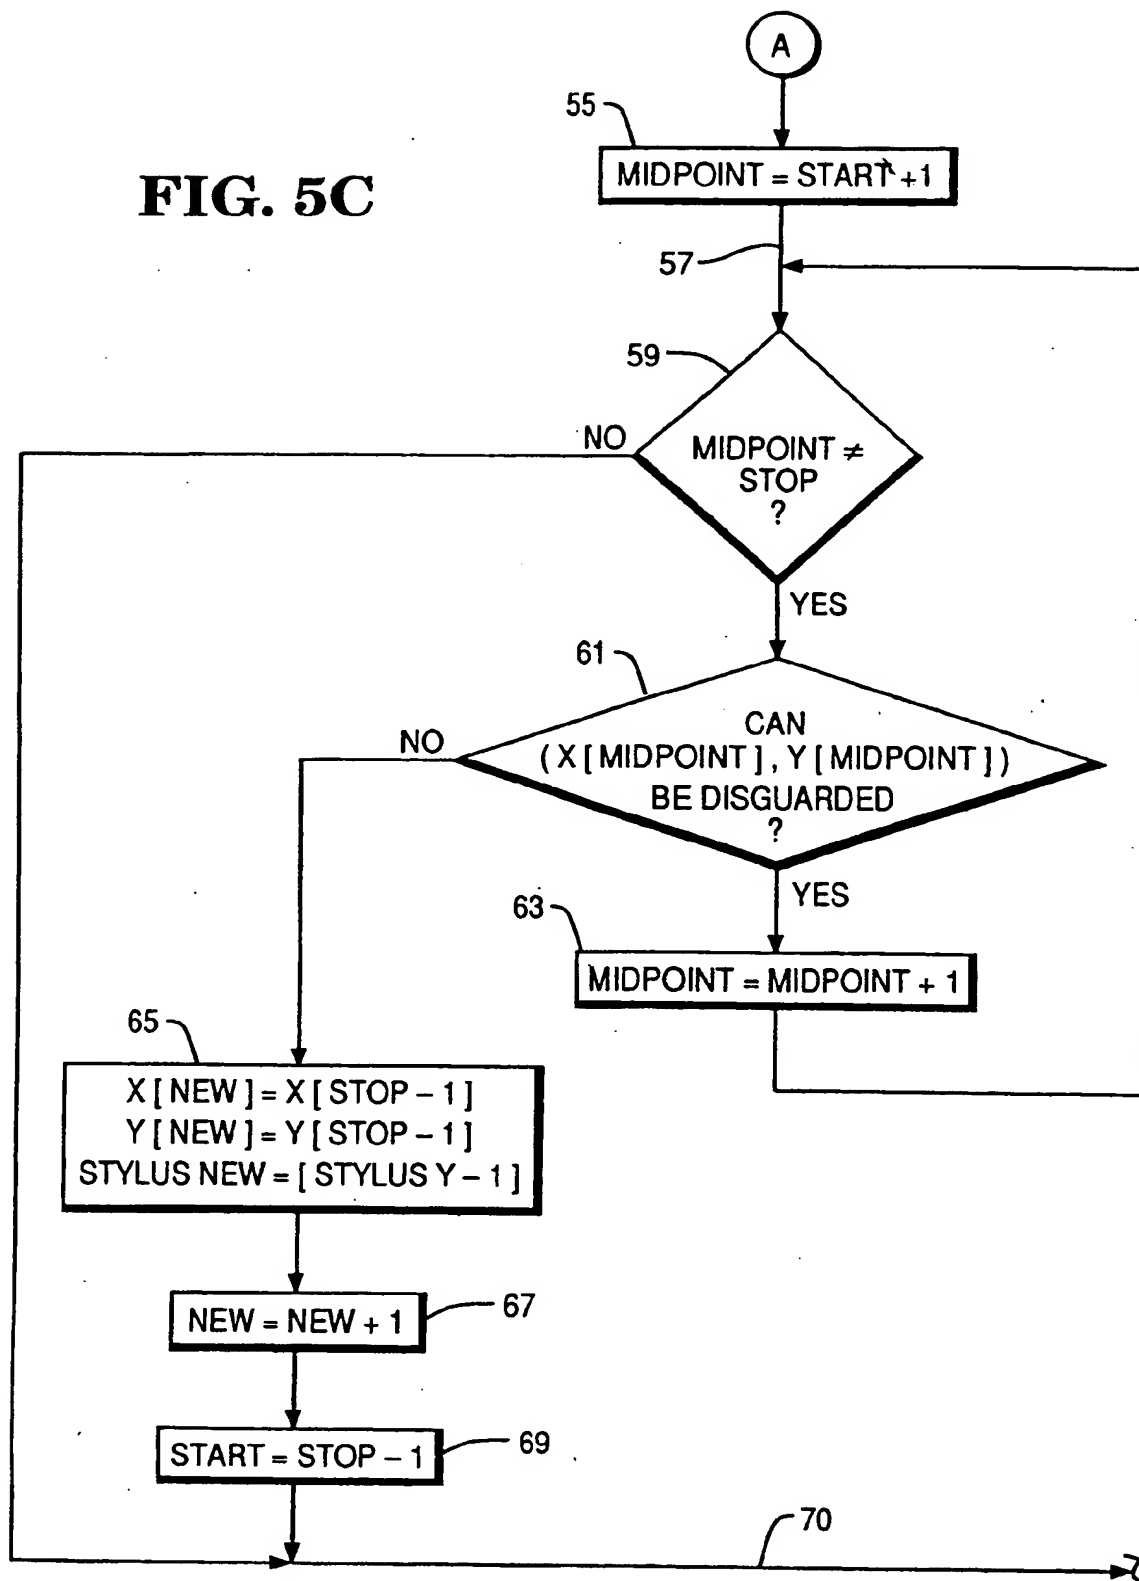 A
55
MIDPOINT = START +1
FIG. 5C
57
59
NO
MIDPOINT ≠
STOP
?
YES
61
NO
CAN
( X [ MIDPOINT ] , Y [ MIDPOINT ] )
BE DISGUARDED
?
YES
63
MIDPOINT = MIDPOINT + 1
65
X [ NEW ] = X [ STOP – 1 ]
Y [ NEW ] = Y [ STOP – 1 ]
STYLUS NEW = [ STYLUS Y – 1 ]
NEW = NEW + 1
67
START = STOP – 1
69
70